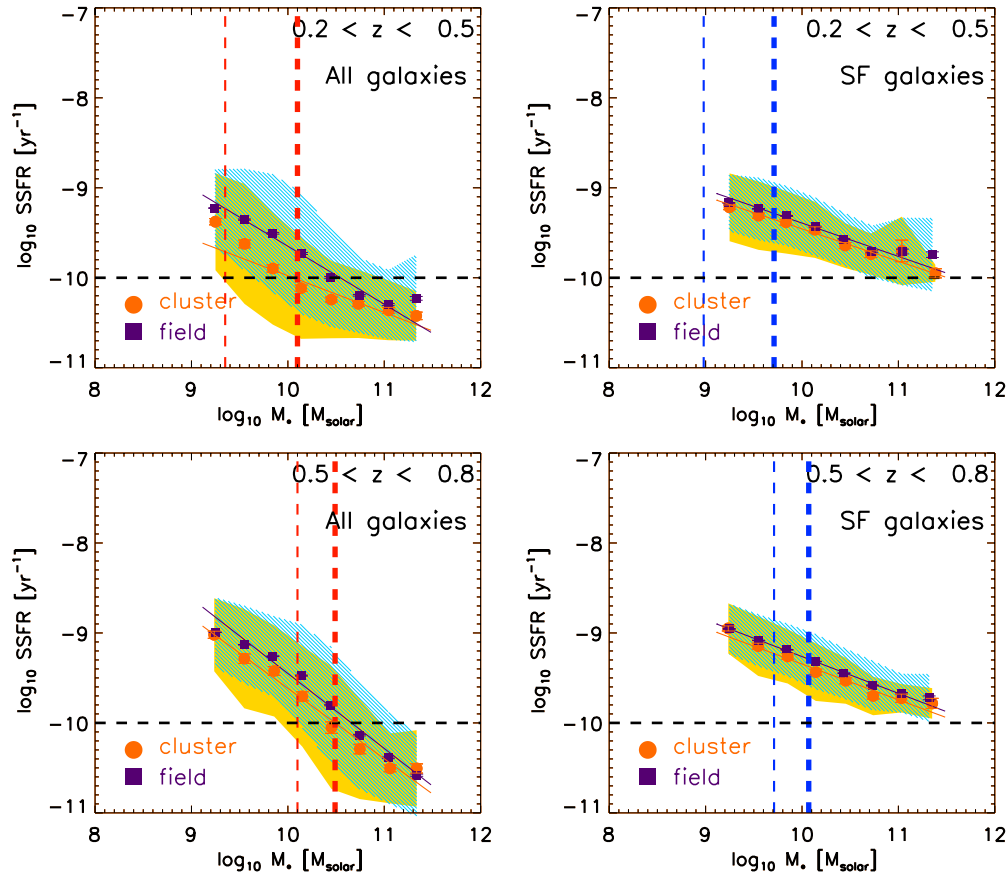 0.2 < z < 0.5
All galaxies
cluster
field
log₁₀ SSFR [yr⁻¹]
-7
-8
-9
-10
-11
8 9 10 11 12
log₁₀ M* [M_solar]
0.2 < z < 0.5
SF galaxies
cluster
field
log₁₀ SSFR [yr⁻¹]
-7
-8
-9
-10
-11
8 9 10 11 12
log₁₀ M* [M_solar]
0.5 < z < 0.8
All galaxies
cluster
field
log₁₀ SSFR [yr⁻¹]
-7
-8
-9
-10
-11
8 9 10 11 12
log₁₀ M* [M_solar]
0.5 < z < 0.8
SF galaxies
cluster
field
log₁₀ SSFR [yr⁻¹]
-7
-8
-9
-10
-11
8 9 10 11 12
log₁₀ M* [M_solar]